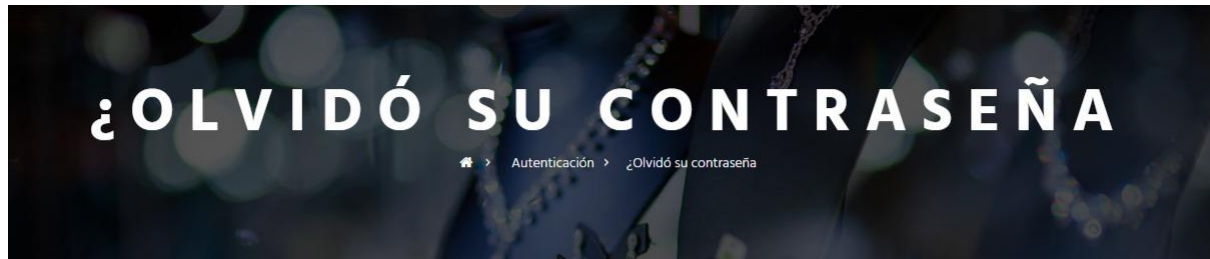 ¿OLVIDÓ SU CONTRASEÑA
> Autenticación > ¿Olvidó su contraseña